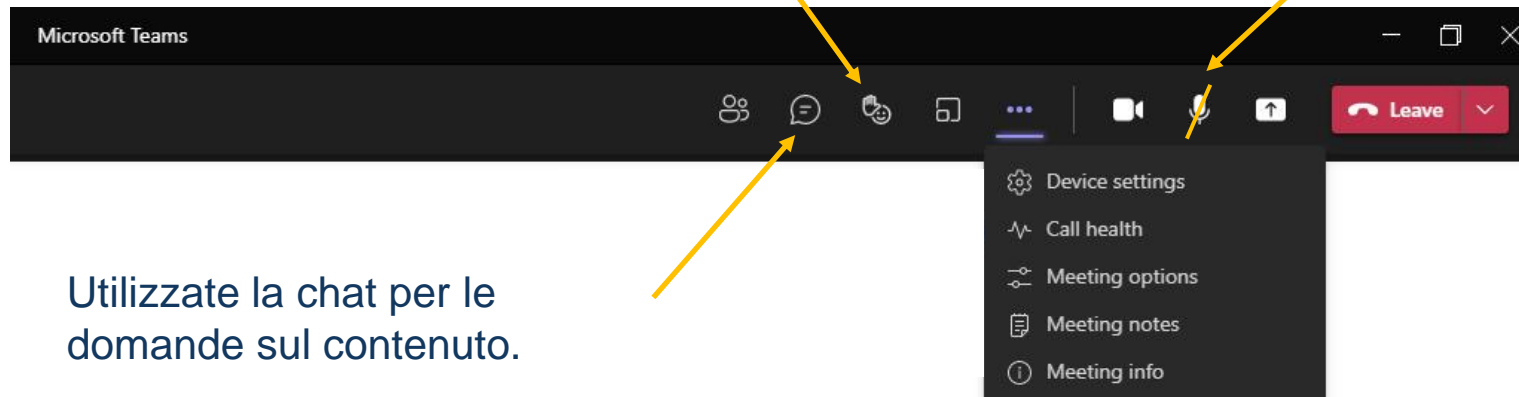 Microsoft Teams
Leave
Device settings
Call health
Meeting options
Meeting notes
Meeting info
Utilizzate la chat per le
domande sul contenuto.